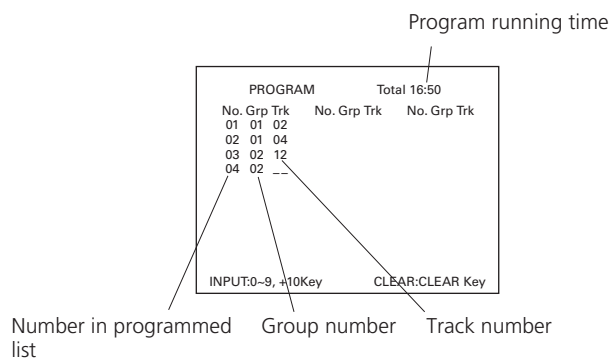 Program running time
PROGRAM Total 16:50
No. Grp Trk No. Grp Trk No. Grp Trk
01 01 02
02 01 04
03 02 12
04 02 __
INPUT:0~9, +10Key CLEAR:CLEAR Key
Number in programmed list
Group number
Track number